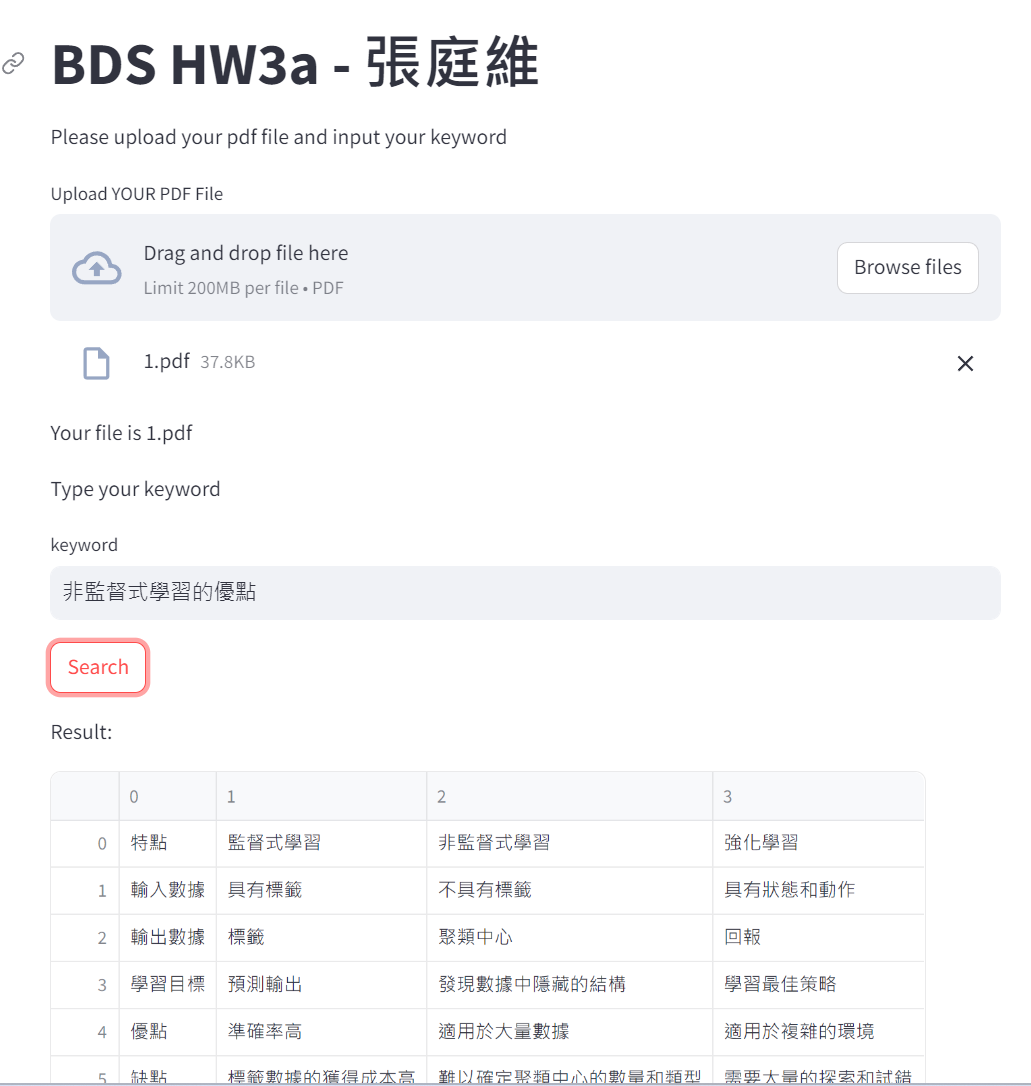 BDS HW3a - 張庭維
Please upload your pdf file and input your keyword
Upload YOUR PDF File
Drag and drop file here
Limit 200MB per file • PDF
Browse files
1.pdf 37.8KB
Your file is 1.pdf
Type your keyword
keyword
非監督式學習的優點
Search
Result:
0 1 2 3
0 特點 監督式學習 非監督式學習 強化學習
1 輸入數據 具有標籤 不具有標籤 具有狀態和動作
2 輸出數據 標籤 聚類中心 回報
3 學習目標 預測輸出 發現數據中隱藏的結構 學習最佳策略
4 優點 準確率高 適用於大量數據 適用於複雜的環境
5 缺點 標籤數據的獲得成本高 難以確定聚類中心的數量和類型 需要大量的探索和試錯